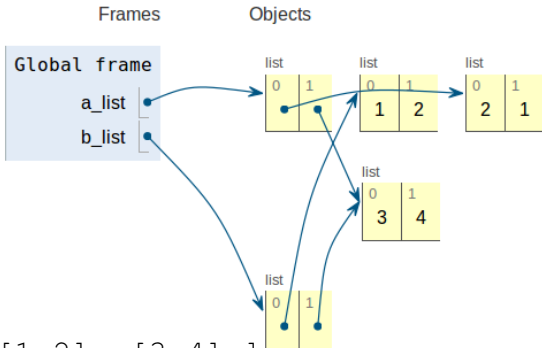 Frames Objects
Global frame
a_list
b_list
list list list
0 1 0 1 0 1
1 2 2 1
list
0 1
3 4
list
0 1